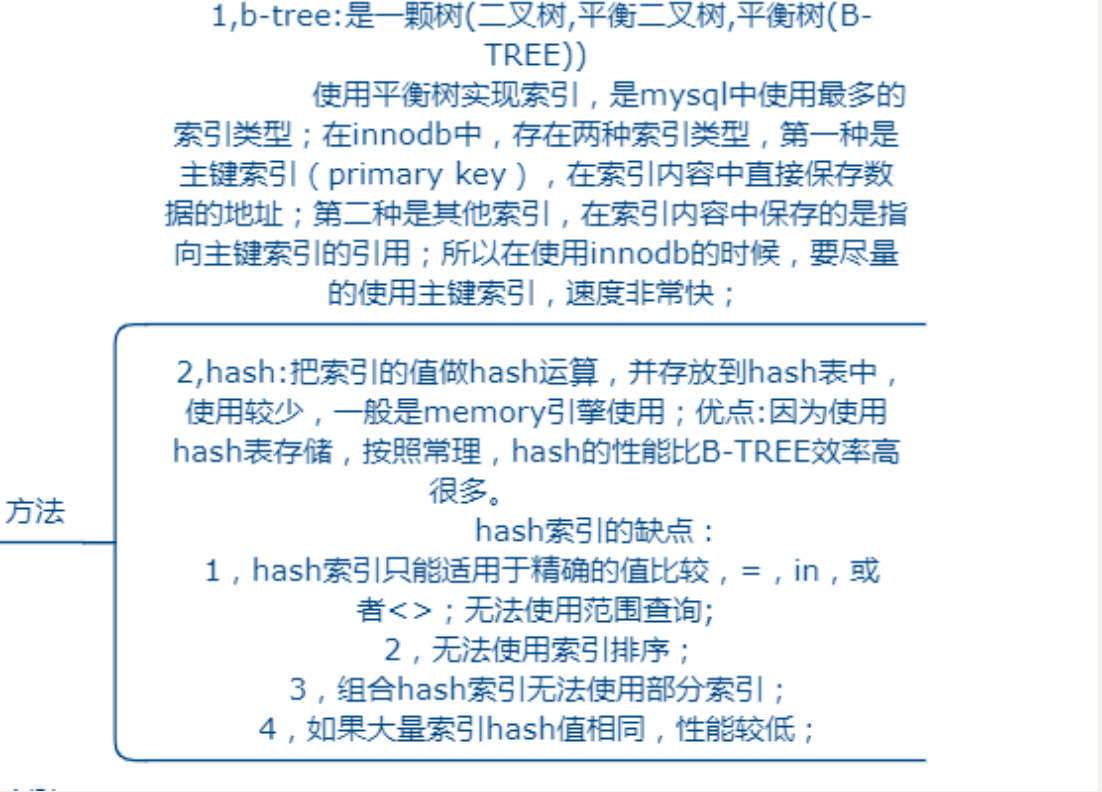 1,b-tree:是一颗树(二叉树,平衡二叉树,平衡树(B-
TREE))
使用平衡树实现索引，是mysql中使用最多的
索引类型；在innodb中，存在两种索引类型，第一种是
主键索引（primary key），在索引内容中直接保存数
据的地址；第二种是其他索引，在索引内容中保存的是指
向主键索引的引用；所以在使用innodb的时候，要尽量
的使用主键索引，速度非常快；
2,hash:把索引的值做hash运算，并存放到hash表中，
使用较少，一般是memory引擎使用；优点:因为使用
hash表存储，按照常理，hash的性能比B-TREE效率高
很多。
方法
hash索引的缺点：
1，hash索引只能适用于精确的值比较，=，in，或
者<>；无法使用范围查询;
2，无法使用索引排序；
3，组合hash索引无法使用部分索引；
4，如果大量索引hash值相同，性能较低；